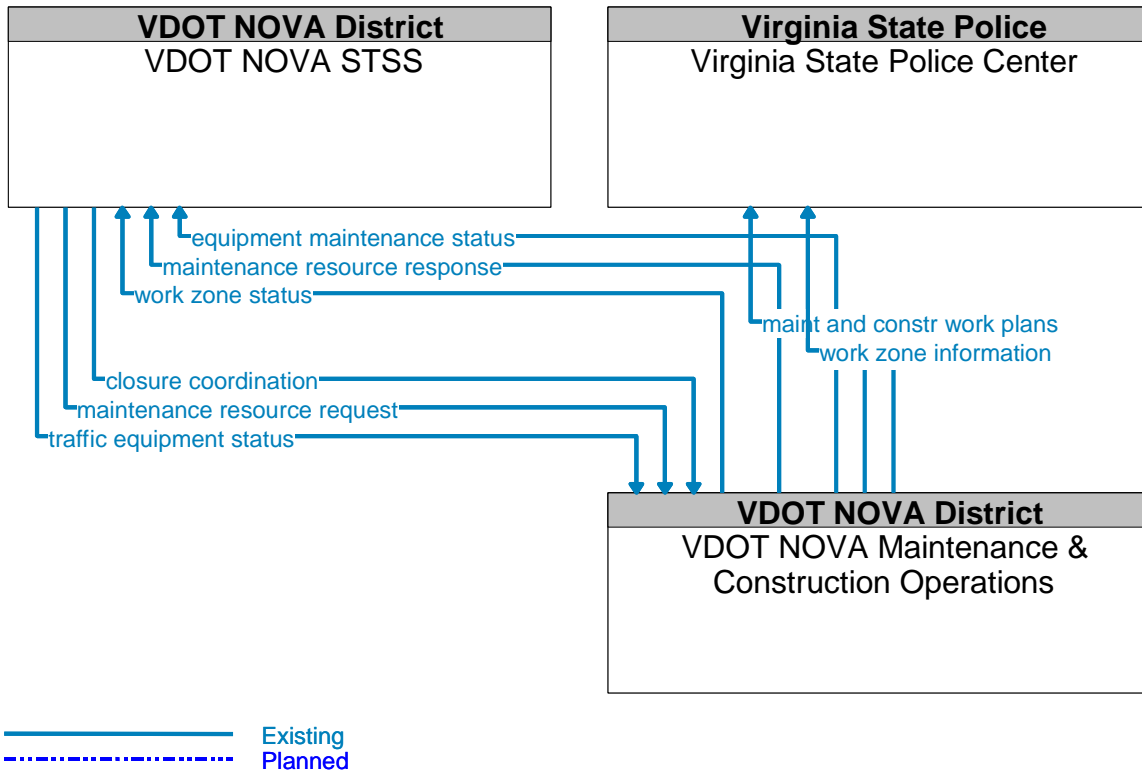 VDOT NOVA District
VDOT NOVA STSS
Virginia State Police
Virginia State Police Center
equipment maintenance status
maintenance resource response
work zone status
maint and constr work plans
work zone information
closure coordination
maintenance resource request
traffic equipment status
VDOT NOVA District
VDOT NOVA Maintenance &
Construction Operations
Existing
Planned